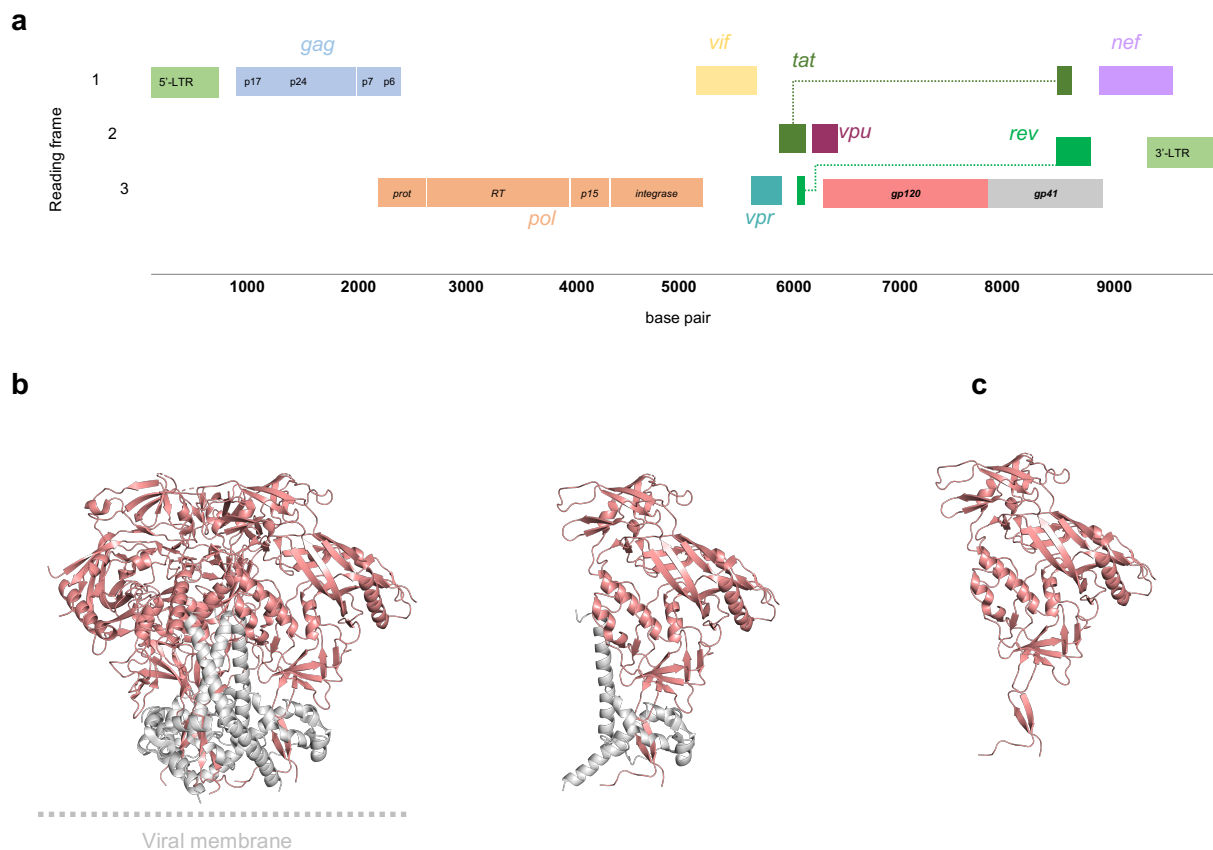 a
gag
vif
tat
nef
1
5'-LTR
p17
p24
p7
p6
2
vpu
rev
3'-LTR
3
prot
RT
p15
integrase
gp120
gp41
pol
vpr
Reading frame
1000
2000
3000
4000
5000
6000
7000
8000
9000
base pair
b
c
Viral membrane